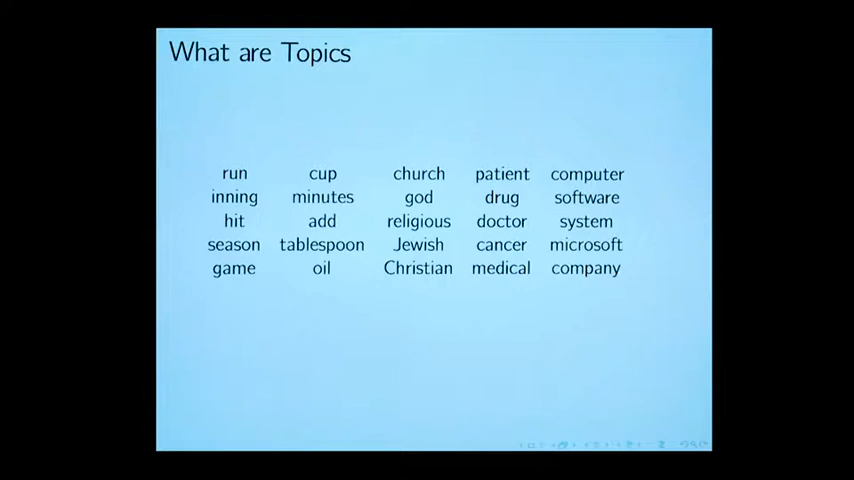 What are Topics
run cup church patient computer
inning minutes god drug software
hit add religious doctor system
season tablespoon Jewish cancer microsoft
game oil Christian medical company